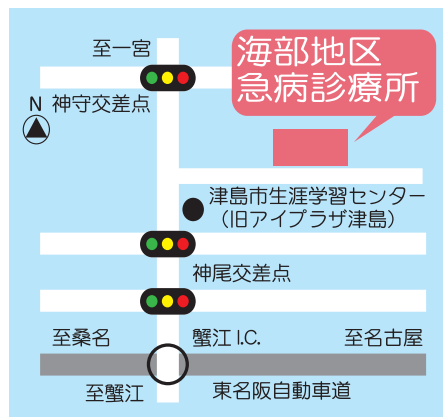 至一宮
海部地区
急病診療所
N
神守交差点
津島市生涯学習センター
（旧アイプラザ津島）
神尾交差点
至桑名
蟹江 I.C.
至名古屋
至蟹江
東名阪自動車道